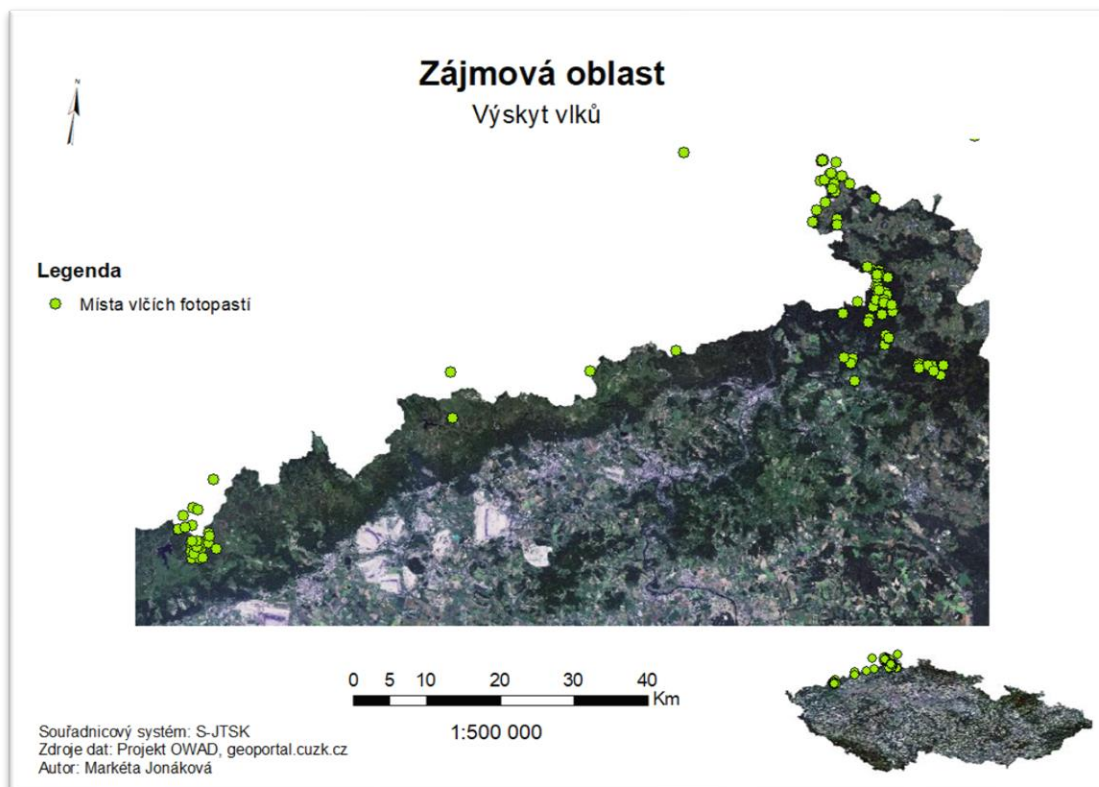 Zájmová oblast
Výskyt vlků
N
Legenda
Místa vlčích fotopastí
0 5 10 20 30 40
Km
1:500 000
Souřadnicový systém: S-JTSK
Zdroje dat: Projekt OWAD, geoportal.cuzk.cz
Autor: Markéta Jonáková